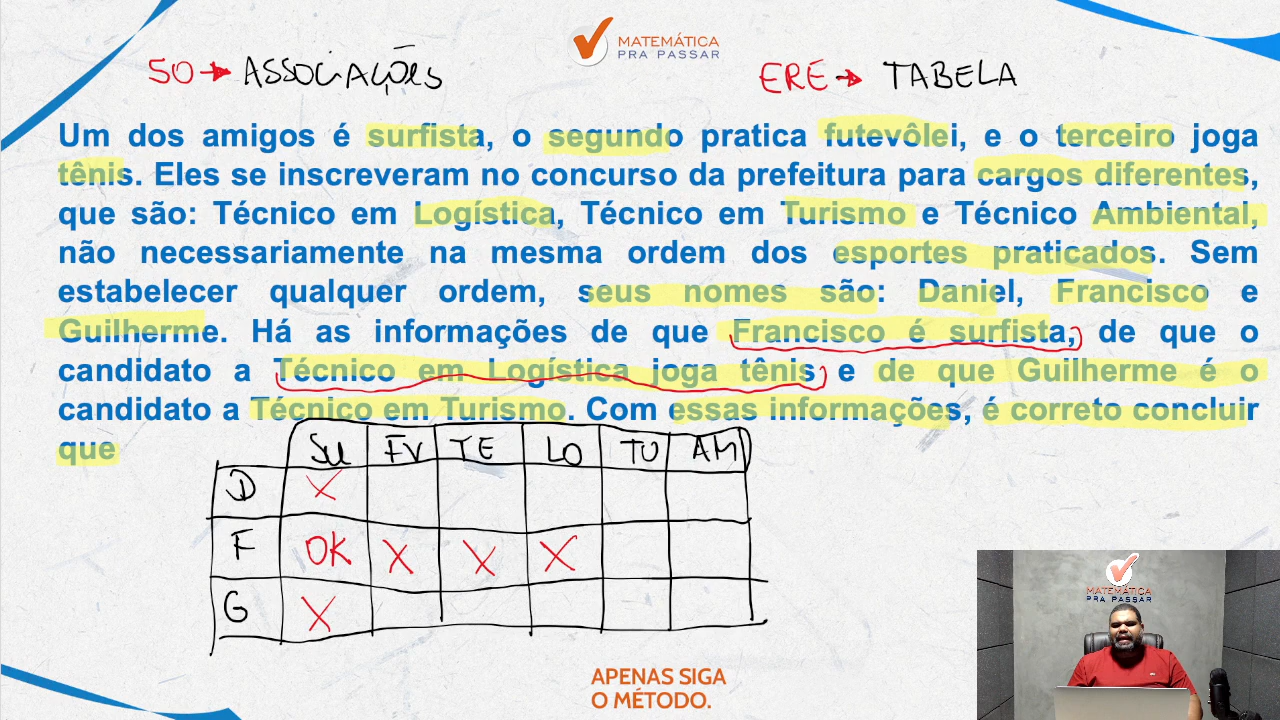 MATEMÁTICA
PRA PASSAR
SO → ASSOCIAÇÕES
ERE → TABELA
Um dos amigos é surfista, o segundo pratica futevôlei, e o terceiro joga
tênis. Eles se inscreveram no concurso da prefeitura para cargos diferentes,
que são: Técnico em Logística, Técnico em Turismo e Técnico Ambiental,
não necessariamente na mesma ordem dos esportes praticados. Sem
estabelecer qualquer ordem, seus nomes são: Daniel, Francisco e
Guilherme. Há as informações de que Francisco é surfista, de que o
candidato a Técnico em Logística joga tênis e de que Guilherme é o
candidato a Técnico em Turismo. Com essas informações, é correto concluir
que
SU FV TE LO TU AM
D X
F OK X X X
G X
MATEMÁTICA
PRA PASSAR
APENAS SIGA
O MÉTODO.